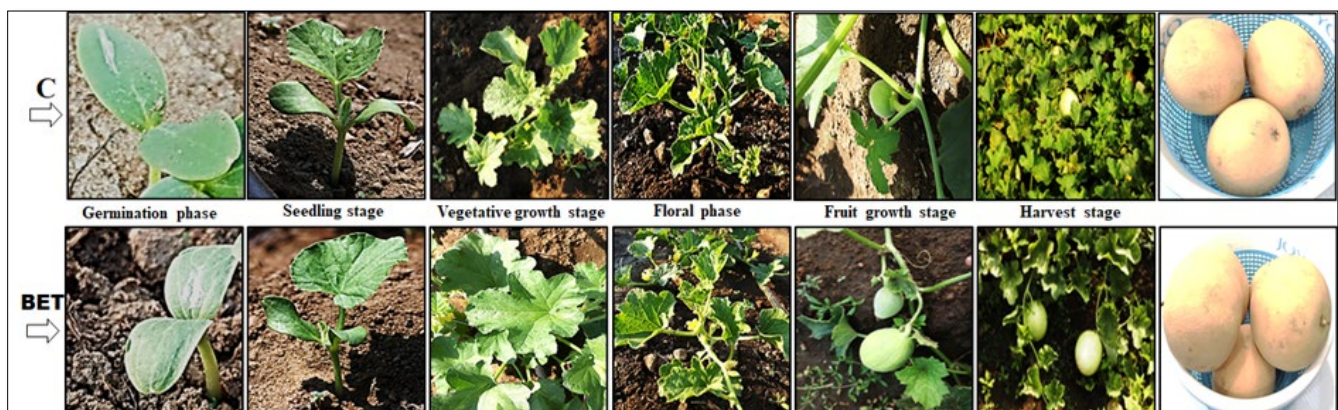 C
Germination phase
Seedling stage
Vegetative growth stage
Floral phase
Fruit growth stage
Harvest stage
BET